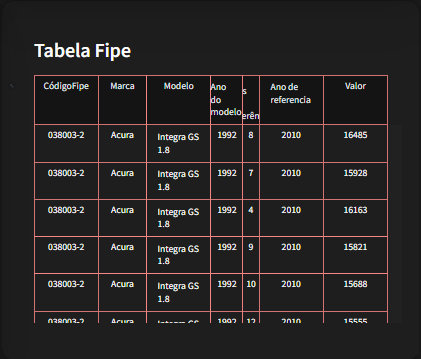 Tabela Fipe
CódigoFipe Marca Modelo Ano do modelo s erên Ano de referencia Valor
038003-2 Acura Integra GS 1.8 1992 8 2010 16485
038003-2 Acura Integra GS 1.8 1992 7 2010 15928
038003-2 Acura Integra GS 1.8 1992 4 2010 16163
038003-2 Acura Integra GS 1.8 1992 9 2010 15821
038003-2 Acura Integra GS 1.8 1992 10 2010 15688
038003-2 Acura Integra GS 1992 12 2010 15555